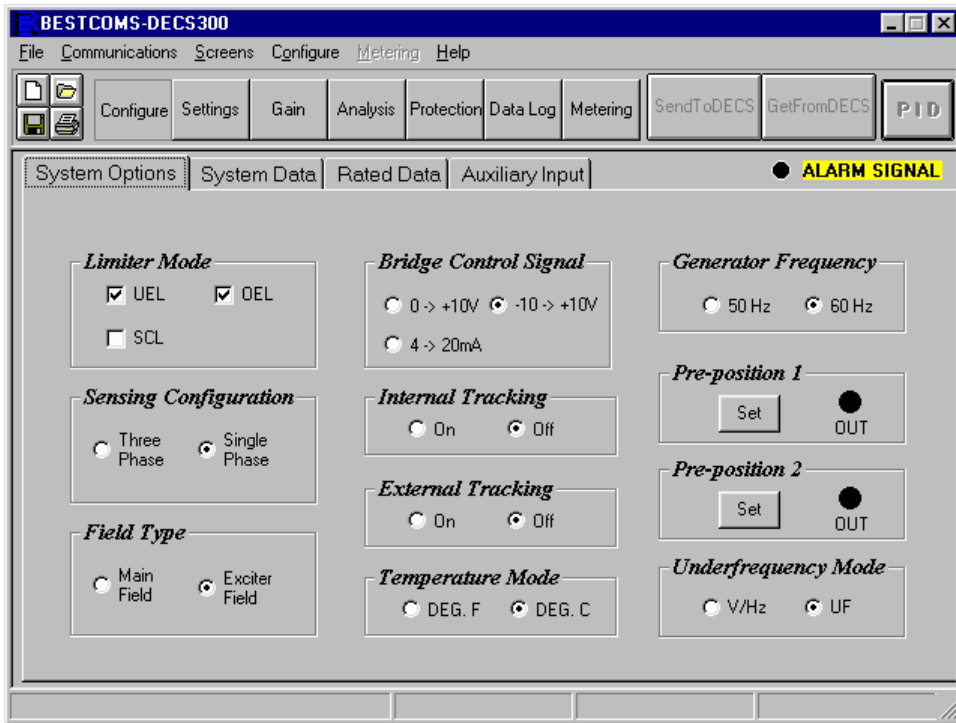 BESTCOMS-DECS300
File Communications Screens Configure Metering Help
Configure Settings Gain Analysis Protection Data Log Metering SendToDECS GetFromDECS PID
System Options System Data Rated Data Auxiliary Input ALARM SIGNAL
Limiter Mode
UEL OEL
SCL
Sensing Configuration
Three Phase
Single Phase
Field Type
Main Field
Exciter Field
Bridge Control Signal
0 -> +10V -10 -> +10V
4 -> 20mA
Internal Tracking
On Off
External Tracking
On Off
Temperature Mode
DEG. F DEG. C
Generator Frequency
50 Hz 60 Hz
Pre-position 1
Set OUT
Pre-position 2
Set OUT
Underfrequency Mode
V/Hz UF